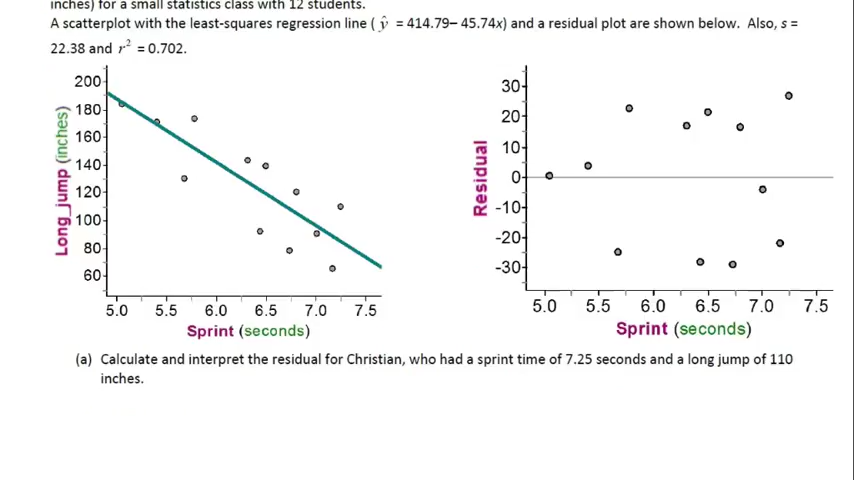 inches) for a small statistics class with 12 students.
A scatterplot with the least-squares regression line ( ŷ = 414.79– 45.74x) and a residual plot are shown below. Also, s =
22.38 and r² = 0.702.
200
180
160
140
120
100
80
60
Long_jump (inches)
5.0 5.5 6.0 6.5 7.0 7.5
Sprint (seconds)
30
20
10
0
-10
-20
-30
Residual
5.0 5.5 6.0 6.5 7.0 7.5
Sprint (seconds)
(a) Calculate and interpret the residual for Christian, who had a sprint time of 7.25 seconds and a long jump of 110
inches.